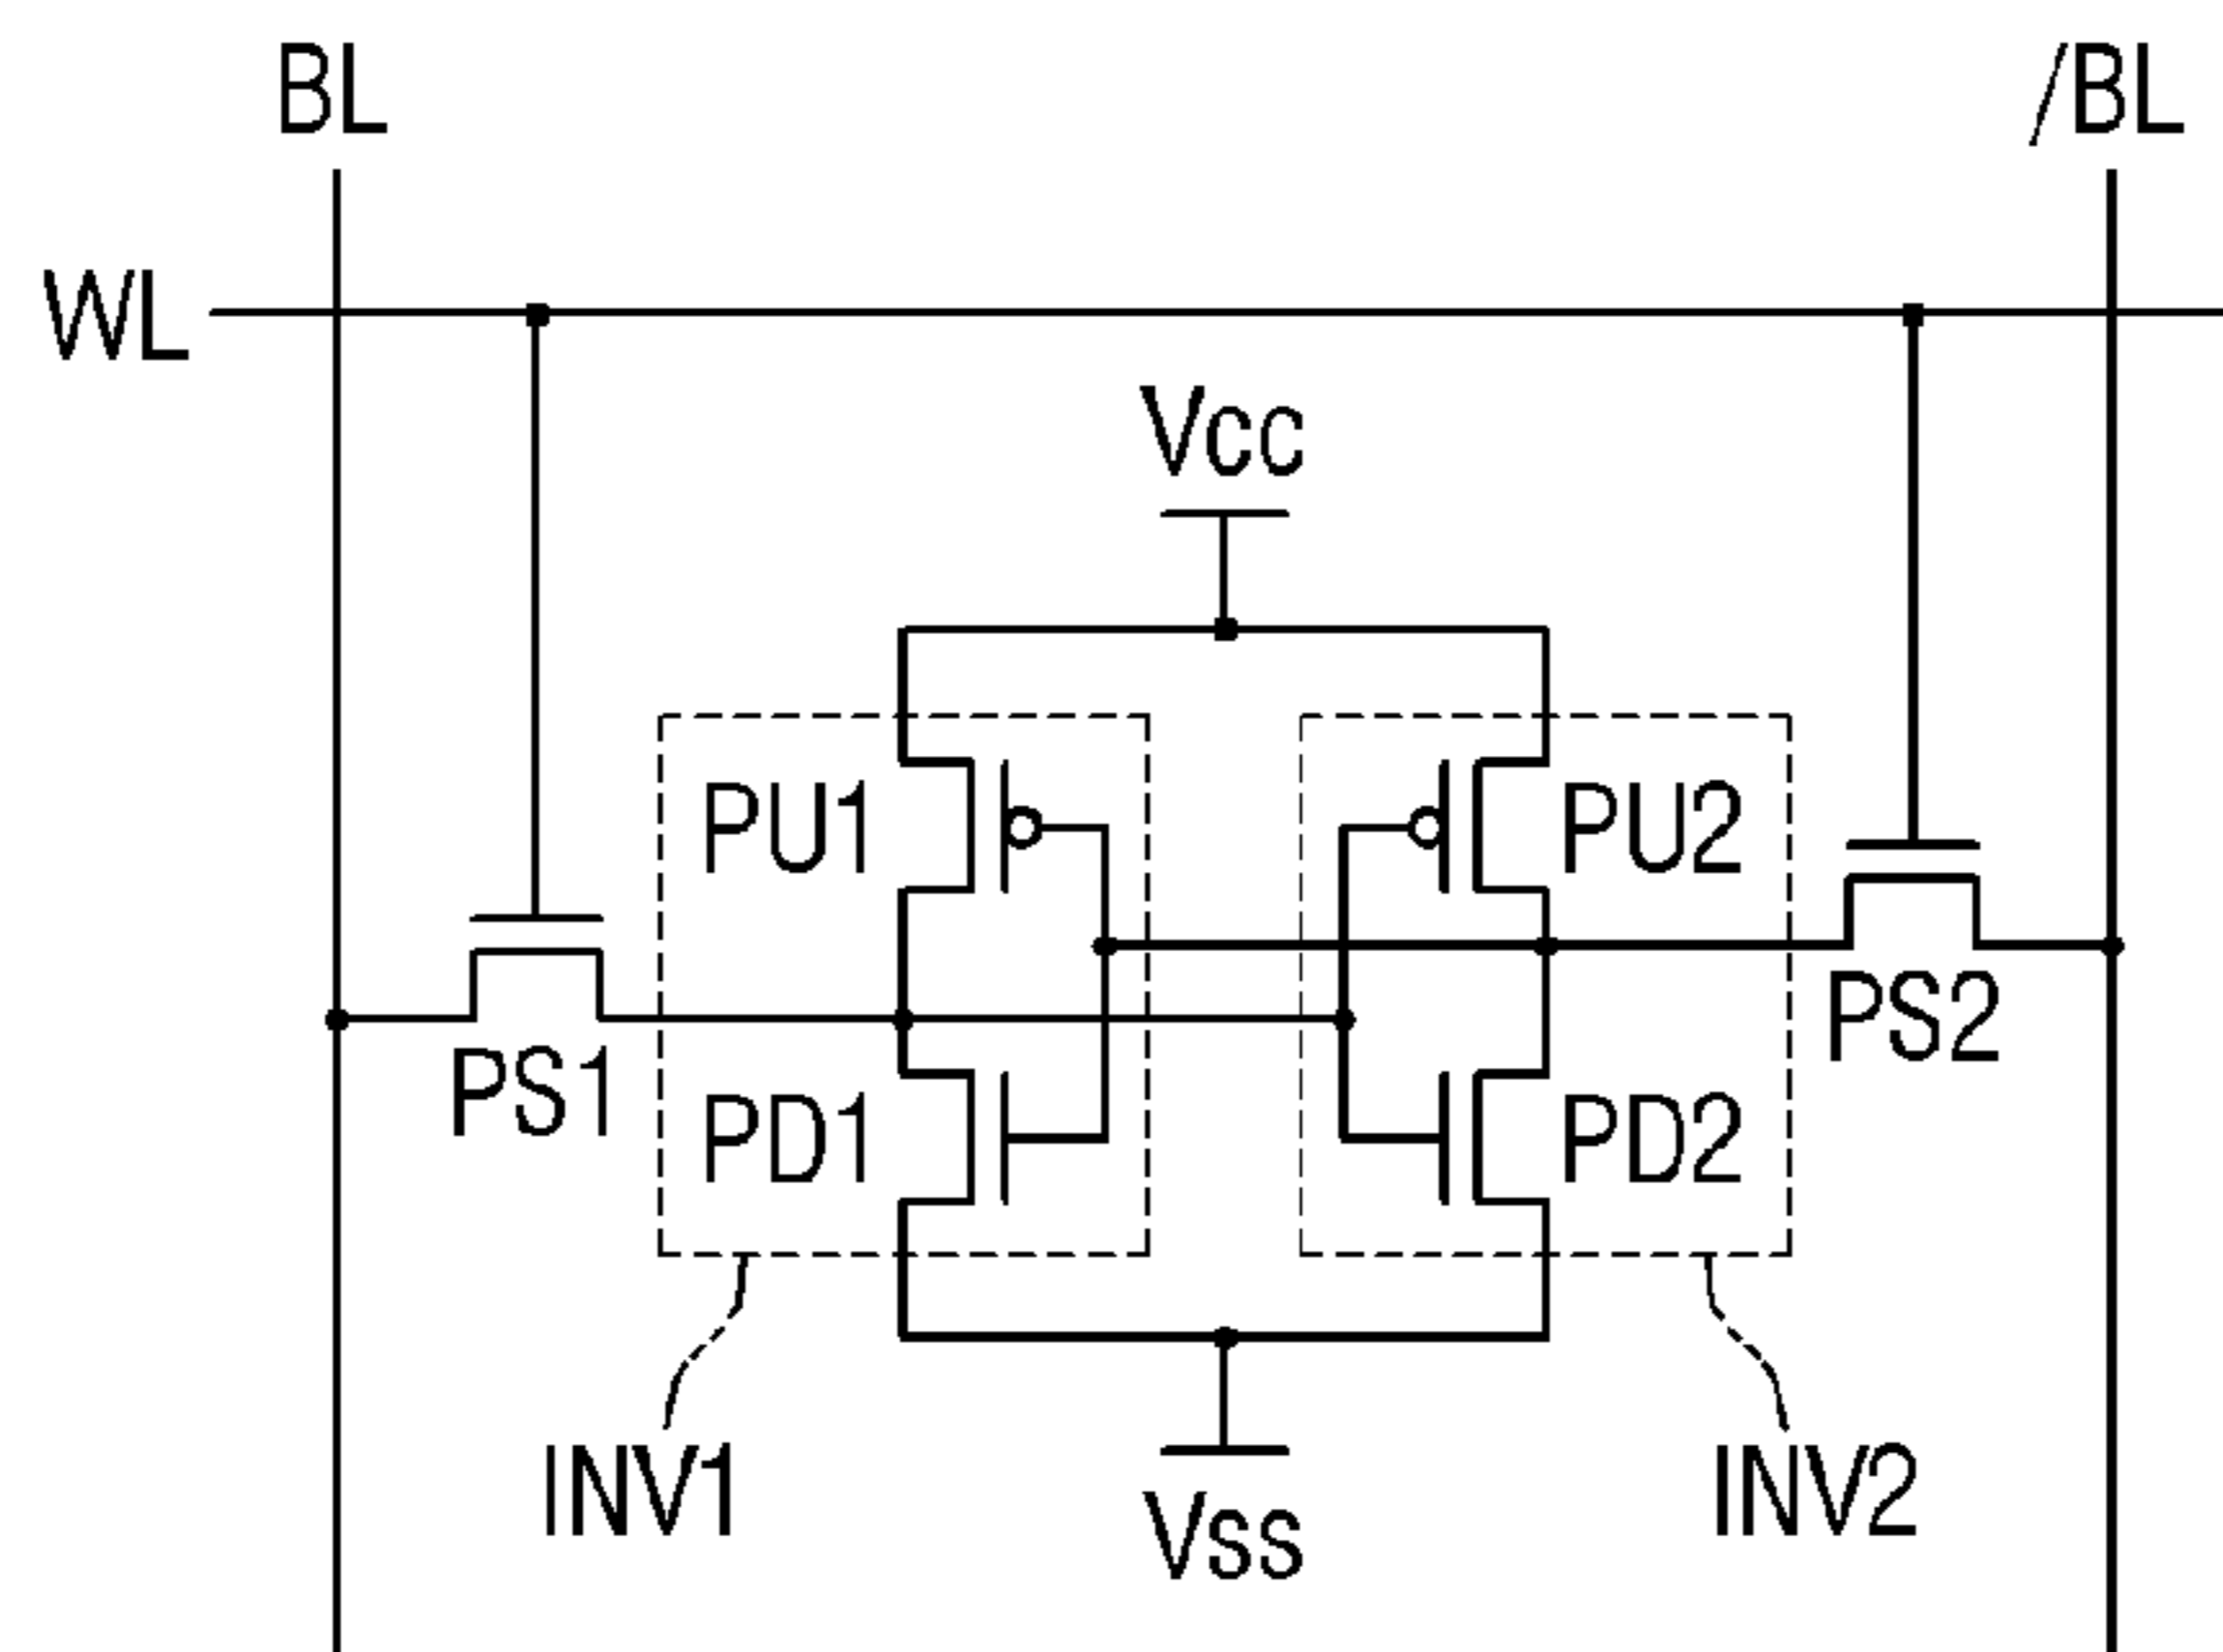 BL
/BL
WL
Vcc
PU1
PU2
PS1
PS2
PD1
PD2
INV1
INV2
Vss